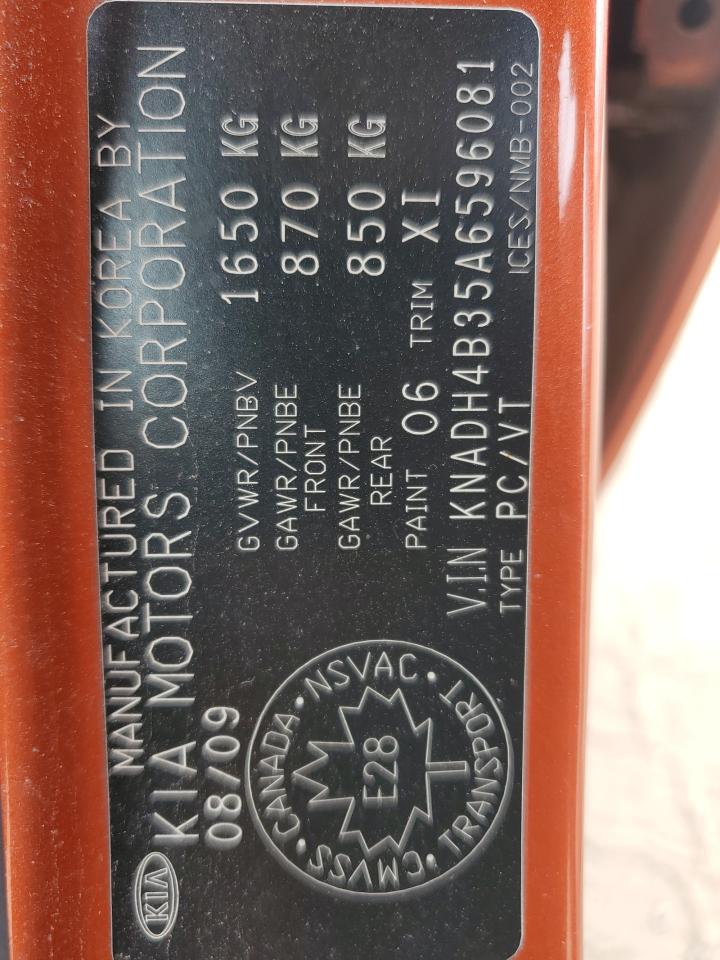 KIA
MANUFACTURED IN KOREA BY
KIA MOTORS CORPORATION
08/09
GVWR/PNBV 1650 KG
GAWR/PNBE FRONT 870 KG
GAWR/PNBE REAR 850 KG
PAINT 06 TRIM XI
V.I.N KNADH4B35A6596081
TYPE PC/VT
ICES/NMB-002
CANADA · NSVAC · TRANSPORT · CMVSS ·
E28